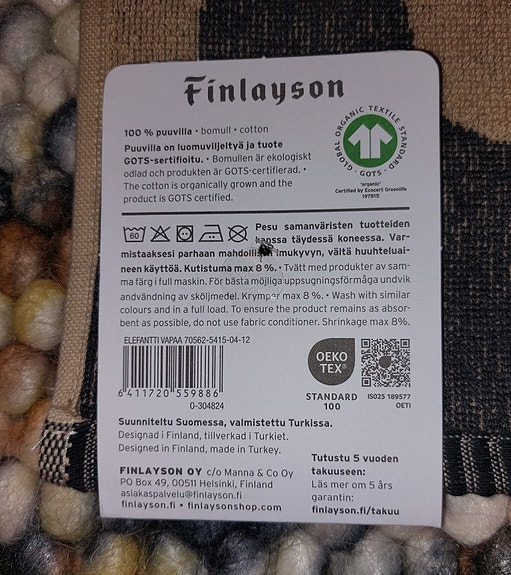 Finlayson
100 % puuvilla • bomull • cotton
Puuvilla on luomuviljeltyä ja tuote
GOTS-sertifioitu. • Bomullen är ekologiskt
odlad och produkten är GOTS-certifierad. •
The cotton is organically grown and the
product is GOTS certified.
GLOBAL ORGANIC TEXTILE STANDARD
· GOTS ·
"organic"
Certified by Ecocert Greenlife
197815
60
Pesu samanväristen tuotteiden
kanssa täydessä koneessa. Var-
mistaaksesi parhaan imukyvyn, vältä huuhteluai-
neen käyttöä. Kutistuma max 8 %. • Tvätt med produkter av sam-
ma färg i full maskin. För bästa möjliga uppsugningsförmåga undvik
andvändning av sköljmedel. Krymper max 8 %. • Wash with similar
colours and in a full load. To ensure the product remains as absor-
bent as possible, do not use fabric conditioner. Shrinkage max 8%.
ELEFANTTI VAPAA 70562-5415-04-12
6 411720 559886
0-304824
OEKO
TEX®
STANDARD
100
IS025 189577
OETI
Suunniteltu Suomessa, valmistettu Turkissa.
Designad i Finland, tillverkad i Turkiet.
Designed in Finland, made in Turkey.
FINLAYSON OY c/o Manna & Co Oy
PO Box 49, 00511 Helsinki, Finland
asiakaspalvelu@finlayson.fi
finlayson.fi • finlaysonshop.com
Tutustu 5 vuoden
takuuseen:
Läs mer om 5 års
garantin:
finlayson.fi/takuu